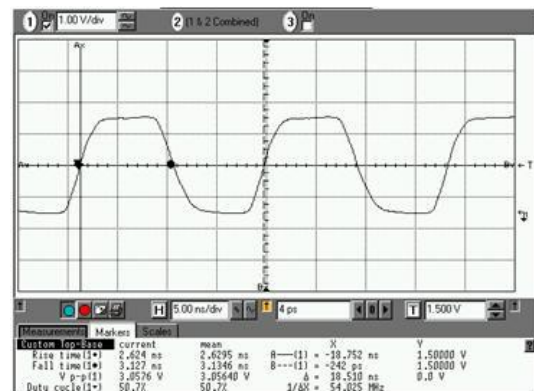 1 On 1.00 V/div 2 (1 & 2 Combined) 3 On
Ax
Ay By T
Bx
H 5.00 ns/div T 4 ps 0 T 1.500 V
Measurements Markers Scales
Custom Top-Base current mean X Y
Rise time(1•) 2.624 ns 2.6295 ns A—(1) = -18.752 ns 1.50000 V
Fall time(1•) 3.127 ns 3.1346 ns B---(1) = -242 ps 1.50000 V
V p-p(1) 3.0576 V 3.05640 V Δ = 18.510 ns 0.0 V
Duty cycle(1•) 50.7% 50.7% 1/ΔX = 54.025 MHz